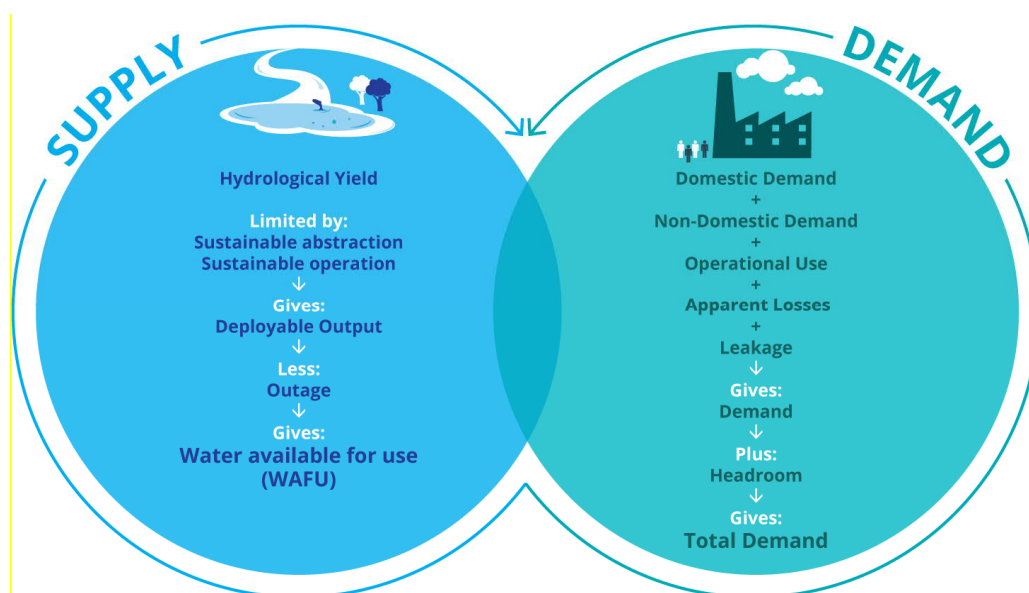 SUPPLY
Hydrological Yield
Limited by:
Sustainable abstraction
Sustainable operation
↓
Gives:
Deployable Output
↓
Less:
Outage
↓
Gives:
Water available for use
(WAFU)
DEMAND
Domestic Demand
+
Non-Domestic Demand
+
Operational Use
+
Apparent Losses
+
Leakage
↓
Gives:
Demand
↓
Plus:
Headroom
↓
Gives:
Total Demand